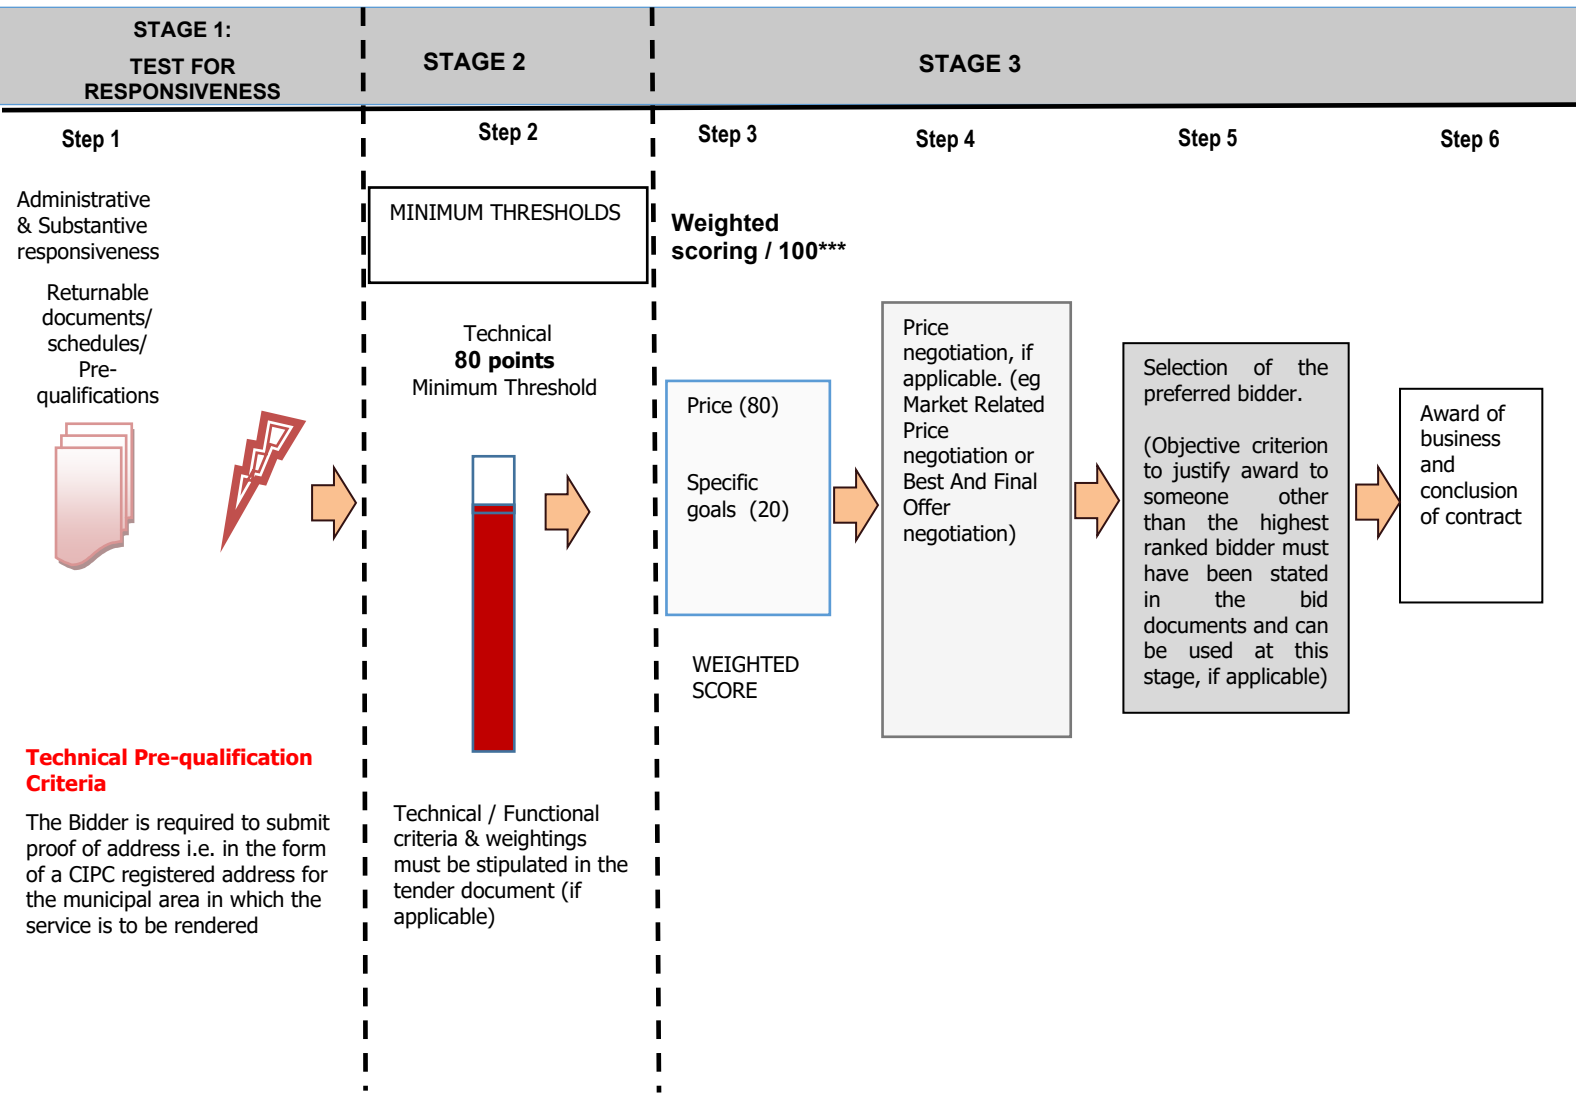 STAGE 1:
TEST FOR
RESPONSIVENESS
STAGE 2
STAGE 3
Step 1
Step 2
Step 3
Step 4
Step 5
Step 6
Administrative
& Substantive
responsiveness
Returnable
documents/
schedules/
Pre-
qualifications
Technical Pre-qualification
Criteria
The Bidder is required to submit
proof of address i.e. in the form
of a CIPC registered address for
the municipal area in which the
service is to be rendered
MINIMUM THRESHOLDS
Technical
80 points
Minimum Threshold
Technical / Functional
criteria & weightings
must be stipulated in the
tender document (if
applicable)
Weighted
scoring / 100***
Price (80)
Specific
goals (20)
WEIGHTED
SCORE
Price
negotiation, if
applicable. (eg
Market Related
Price
negotiation or
Best And Final
Offer
negotiation)
Selection of the
preferred bidder.
(Objective criterion
to justify award to
someone other
than the highest
ranked bidder must
have been stated
in the bid
documents and can
be used at this
stage, if applicable)
Award of
business
and
conclusion
of contract